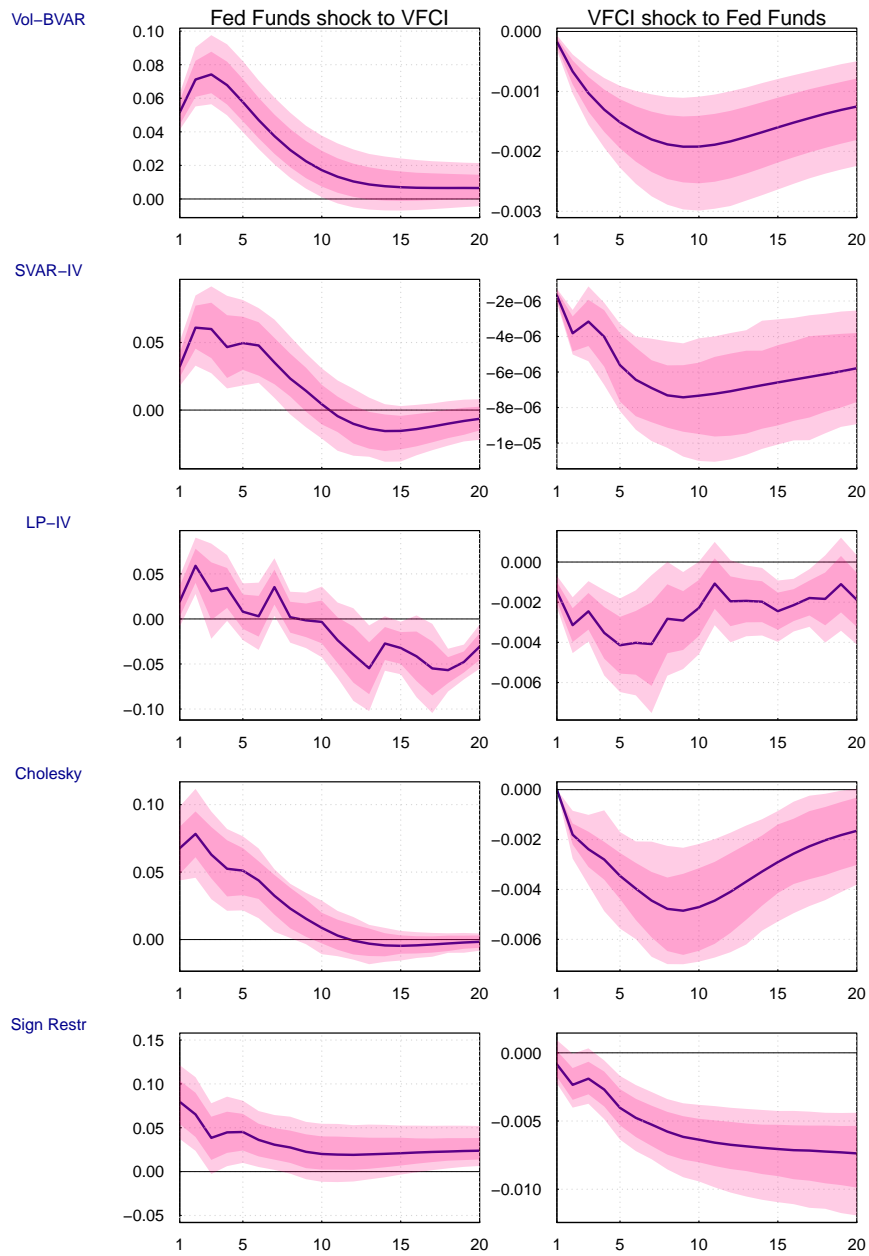 Vol−BVAR
Fed Funds shock to VFCI
VFCI shock to Fed Funds
0.10
0.08
0.06
0.04
0.02
0.00
1 5 10 15 20
0.000
−0.001
−0.002
−0.003
1 5 10 15 20
SVAR−IV
0.05
0.00
1 5 10 15 20
−2e−06
−4e−06
−6e−06
−8e−06
−1e−05
1 5 10 15 20
LP−IV
0.05
0.00
−0.05
−0.10
1 5 10 15 20
0.000
−0.002
−0.004
−0.006
1 5 10 15 20
Cholesky
0.10
0.05
0.00
1 5 10 15 20
0.000
−0.002
−0.004
−0.006
1 5 10 15 20
Sign Restr
0.15
0.10
0.05
0.00
−0.05
1 5 10 15 20
0.000
−0.005
−0.010
1 5 10 15 20